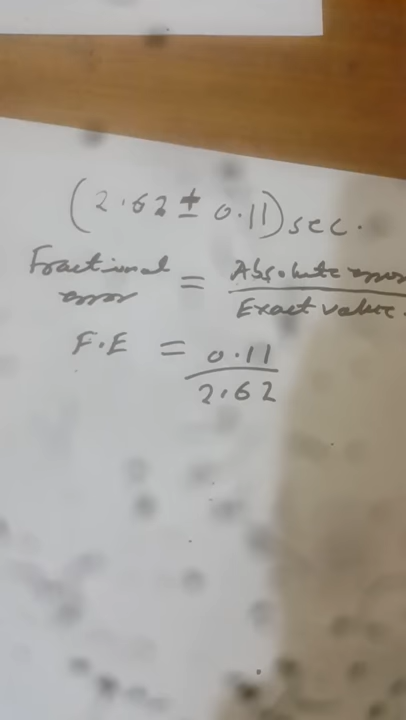 (2.62 ± 0.11) sec.
Fractional error = Absolute error / Exact value.
F.E = 0.11 / 2.62